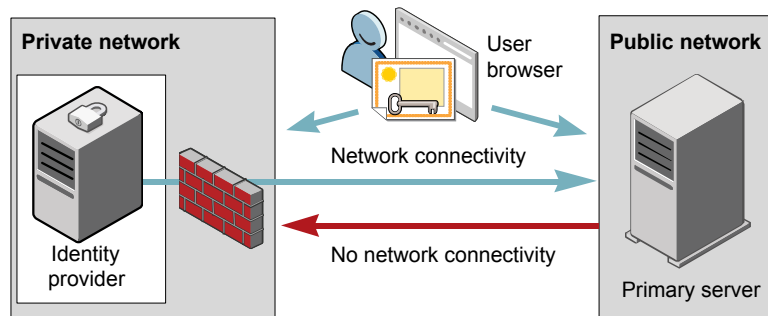 Private network
User
browser
Public network
Network connectivity
Identity
provider
No network connectivity
Primary server